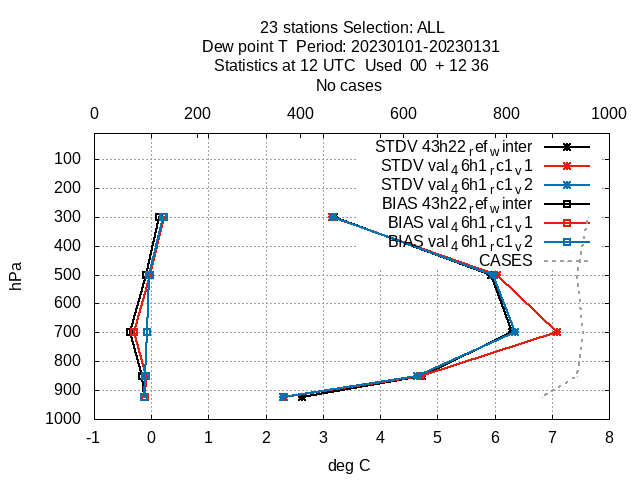 23 stations Selection: ALL
Dew point T  Period: 20230101-20230131
Statistics at 12 UTC  Used  00  + 12 36
No cases
0 200 400 600 800 1000
STDV 43h22ref_winter
STDV val_46h1_rc1_v1
STDV val_46h1_rc1_v2
BIAS 43h22_ref_winter
BIAS val_46h1_rc1_v1
BIAS val_46h1_rc1_v2
CASES
100
200
300
400
500
600
700
800
900
1000
hPa
-1 0 1 2 3 4 5 6 7 8
deg C